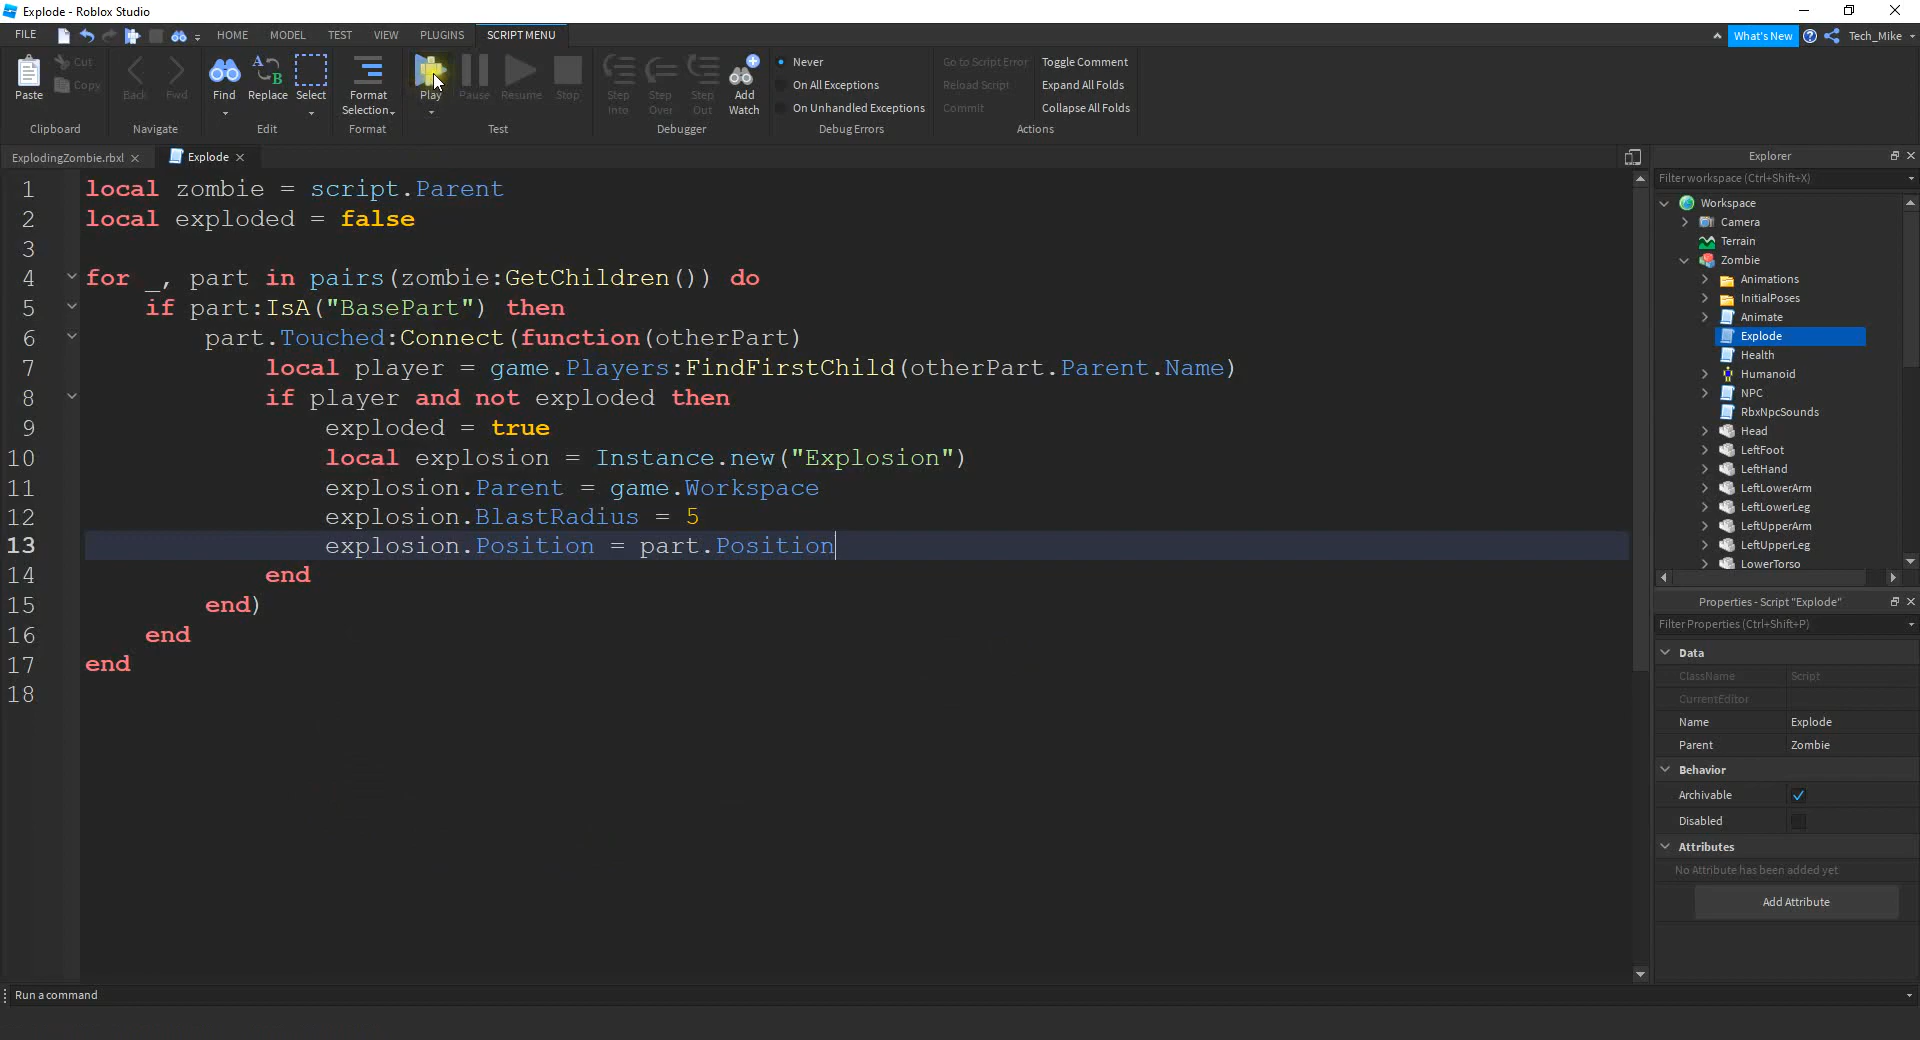 Explode - Roblox Studio
FILE HOME MODEL TEST VIEW PLUGINS SCRIPT MENU What's New Tech_Mike
Paste Cut Copy
Clipboard
Back Fwd
Navigate
Find Replace Select
Edit
Format Selection
Format
Play Pause Resume Stop
Test
Step Into Step Over Step Out Add Watch
Debugger
Never
On All Exceptions
On Unhandled Exceptions
Debug Errors
Go to Script Error Toggle Comment
Reload Script Expand All Folds
Commit Collapse All Folds
Actions
ExplodingZombie.rbxl Explode
1 local zombie = script.Parent
2 local exploded = false
3
4 for _, part in pairs(zombie:GetChildren()) do
5 if part:IsA("BasePart") then
6 part.Touched:Connect(function(otherPart)
7 local player = game.Players:FindFirstChild(otherPart.Parent.Name)
8 if player and not exploded then
9 exploded = true
10 local explosion = Instance.new("Explosion")
11 explosion.Parent = game.Workspace
12 explosion.BlastRadius = 5
13 explosion.Position = part.Position
14 end
15 end)
16 end
17 end
18
Explorer
Filter workspace (Ctrl+Shift+X)
Workspace
Camera
Terrain
Zombie
Animations
InitialPoses
Animate
Explode
Health
Humanoid
NPC
RbxNpcSounds
Head
LeftFoot
LeftHand
LeftLowerArm
LeftLowerLeg
LeftUpperArm
LeftUpperLeg
LowerTorso
Properties - Script "Explode"
Filter Properties (Ctrl+Shift+P)
Data
ClassName Script
CurrentEditor
Name Explode
Parent Zombie
Behavior
Archivable
Disabled
Attributes
No Attribute has been added yet
Add Attribute
Run a command